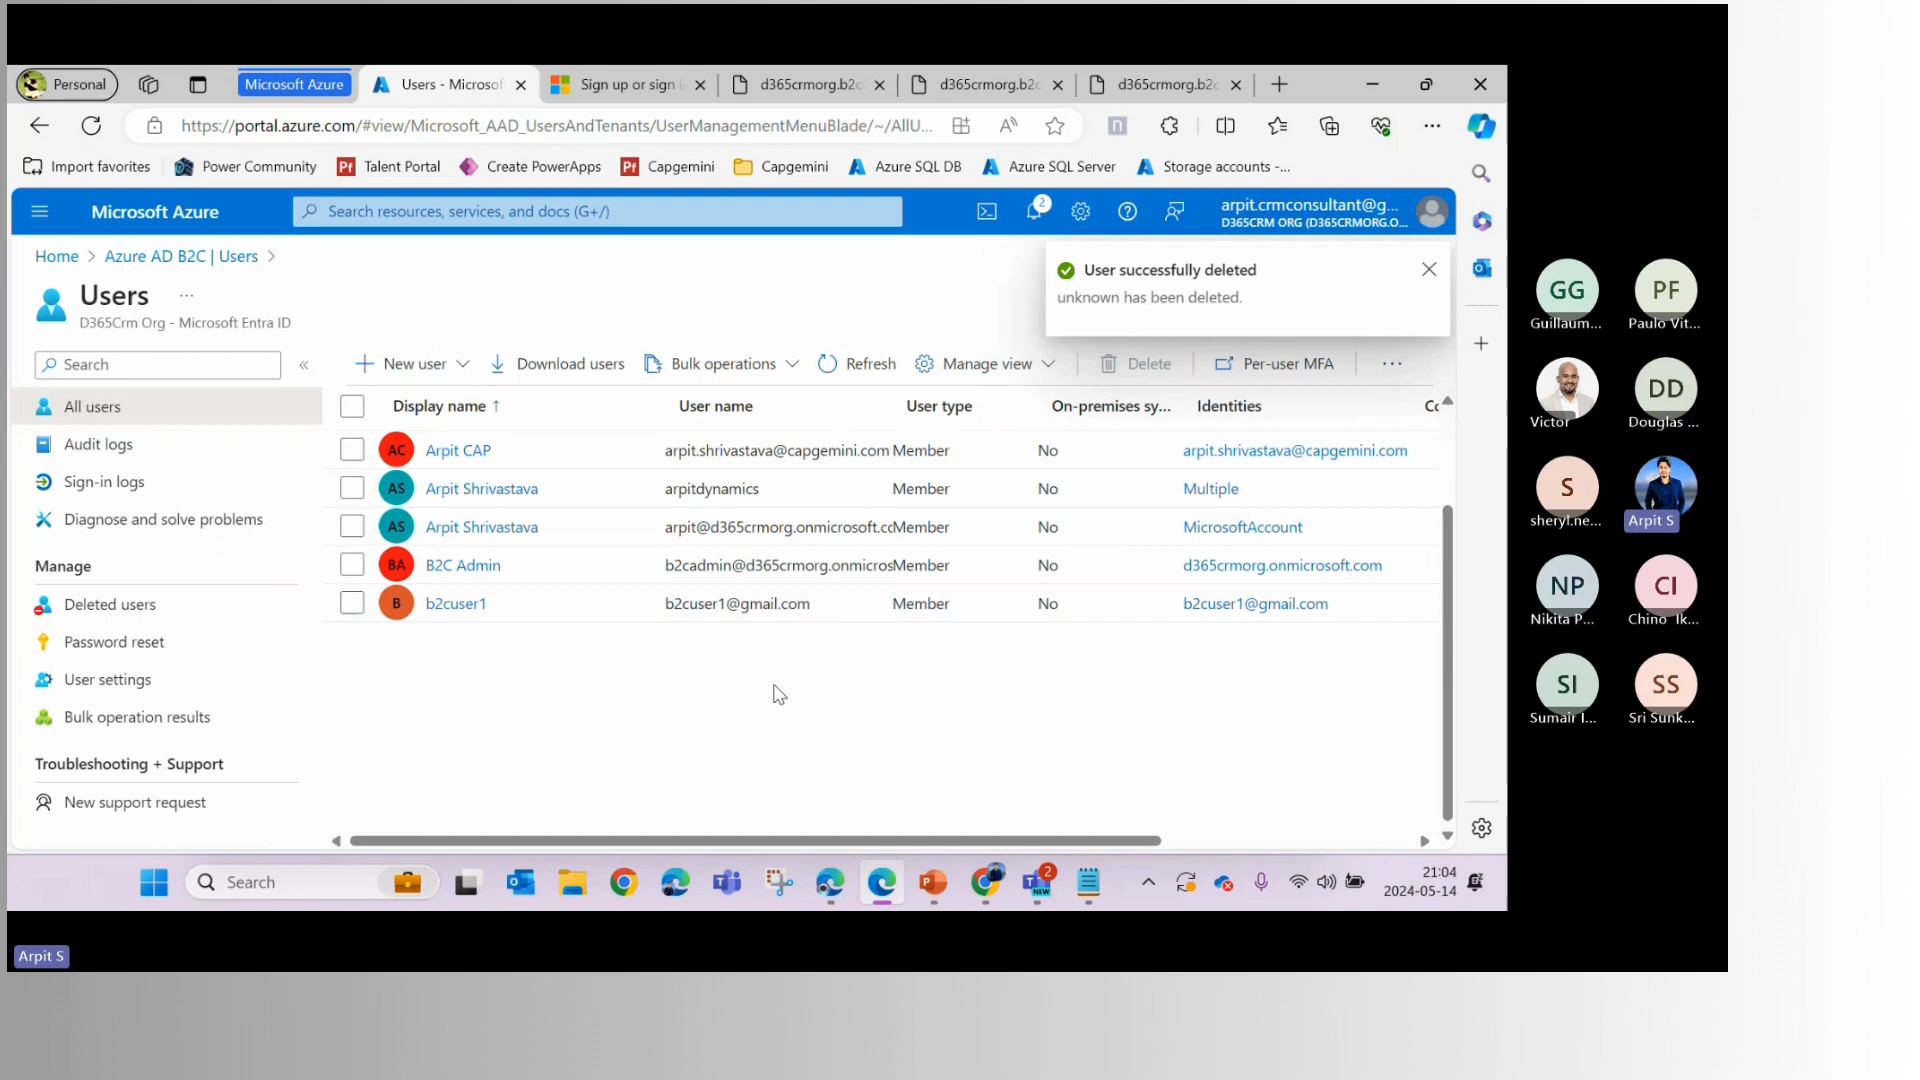 Personal
Microsoft Azure
Users - Microsof
Sign up or sign i
d365crmorg.b2c
d365crmorg.b2c
d365crmorg.b2c
https://portal.azure.com/#view/Microsoft_AAD_UsersAndTenants/UserManagementMenuBlade/~/AllU...
Import favorites
Power Community
Talent Portal
Create PowerApps
Capgemini
Capgemini
Azure SQL DB
Azure SQL Server
Storage accounts -...
Microsoft Azure
Search resources, services, and docs (G+/)
2
arpit.crmconsultant@g...
D365CRM ORG (D365CRMORG.O...
Home > Azure AD B2C | Users >
User successfully deleted
unknown has been deleted.
Users ...
D365Crm Org - Microsoft Entra ID
Search
New user
Download users
Bulk operations
Refresh
Manage view
Delete
Per-user MFA
...
All users
Audit logs
Sign-in logs
Diagnose and solve problems
Manage
Deleted users
Password reset
User settings
Bulk operation results
Troubleshooting + Support
New support request
Display name ↑ User name User type On-premises sy... Identities Cc
AC Arpit CAP arpit.shrivastava@capgemini.com Member No arpit.shrivastava@capgemini.com
AS Arpit Shrivastava arpitdynamics Member No Multiple
AS Arpit Shrivastava arpit@d365crmorg.onmicrosoft.cc Member No MicrosoftAccount
BA B2C Admin b2cadmin@d365crmorg.onmicros Member No d365crmorg.onmicrosoft.com
B b2cuser1 b2cuser1@gmail.com Member No b2cuser1@gmail.com
Search
2
NEW
21:04
2024-05-14
GG
Guillaum...
PF
Paulo Vit...
Victor
DD
Douglas ...
S
sheryl.ne...
Arpit S
NP
Nikita P...
CI
Chino Ik...
SI
Sumair I...
SS
Sri Sunk...
Arpit S